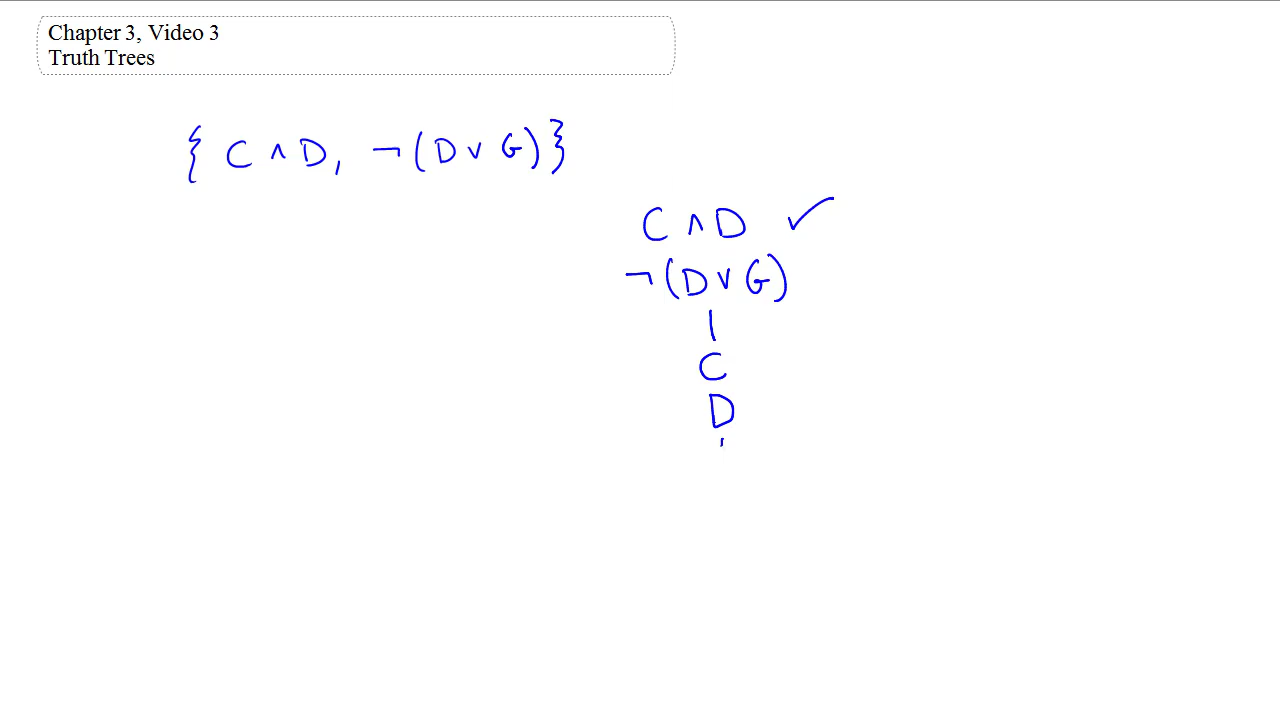 Chapter 3, Video 3
Truth Trees
{ C ∧ D, ¬(D ∨ G)}
C ∧ D ✓
¬(D ∨ G)
C
D